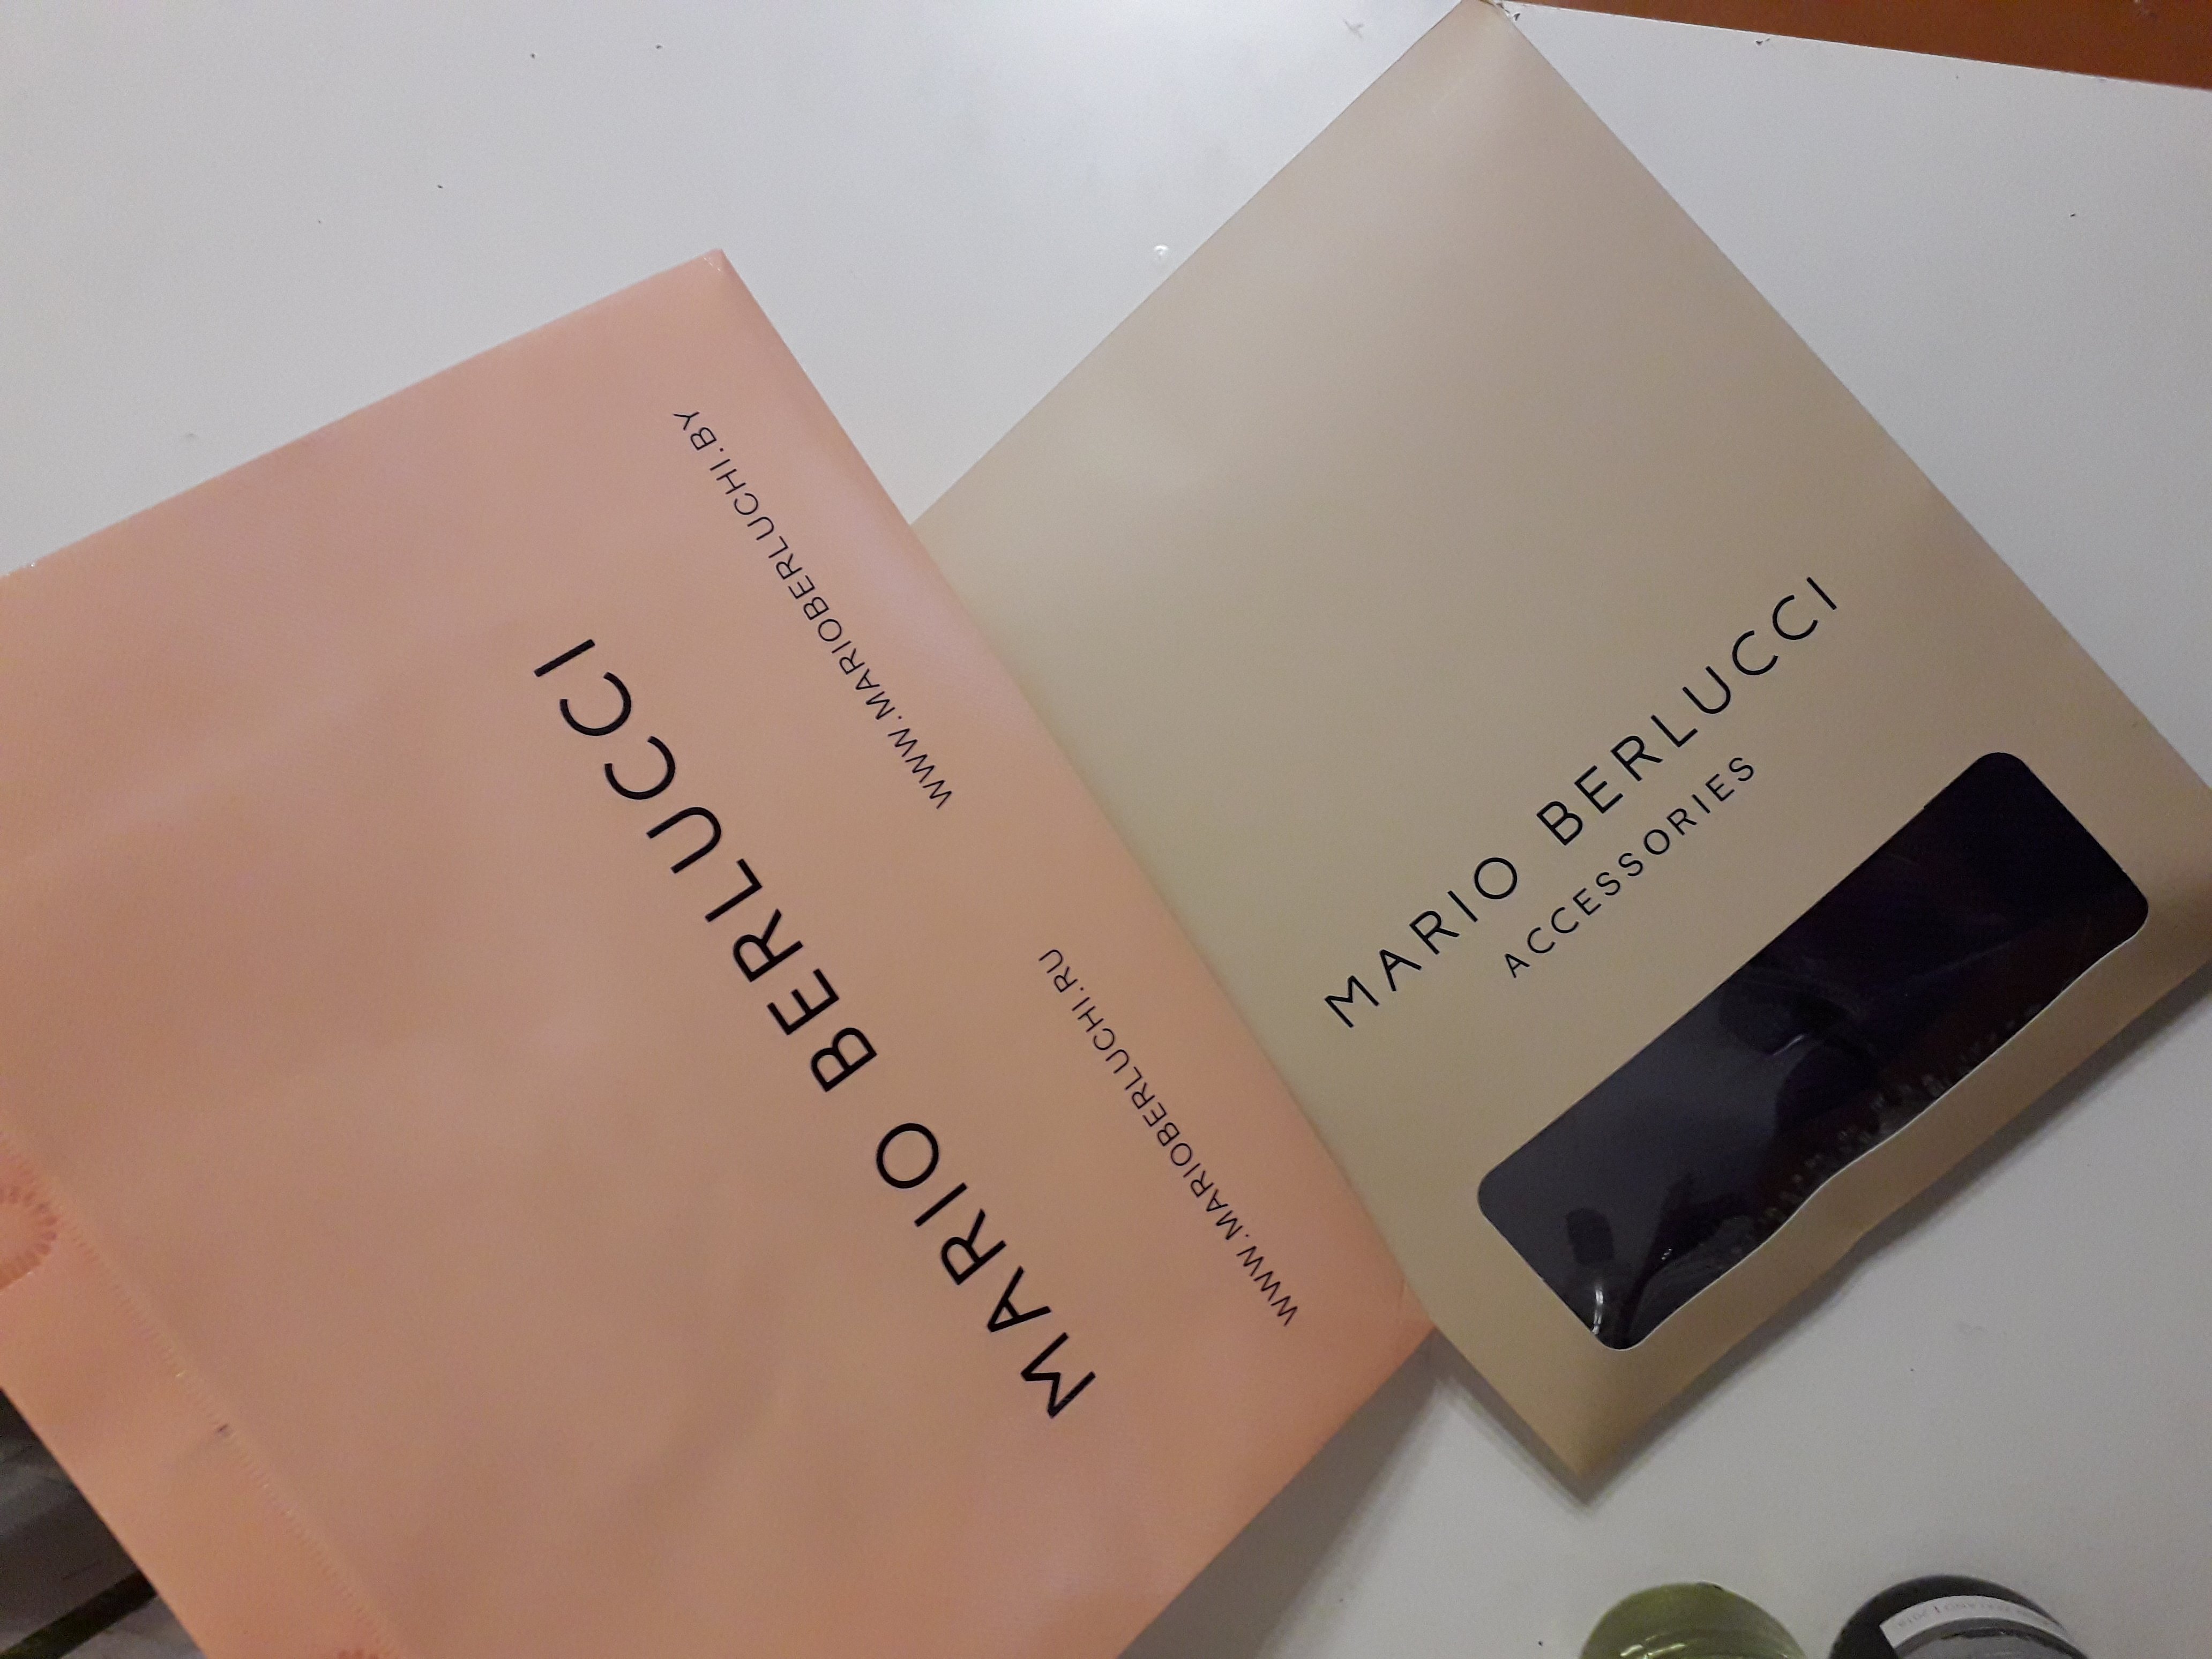 MARIO BERLUCCI
WWW.MARIOBERLUCHI.RU
WWW.MARIOBERLUCHI.BY
MARIO BERLUCCI
ACCESSORIES